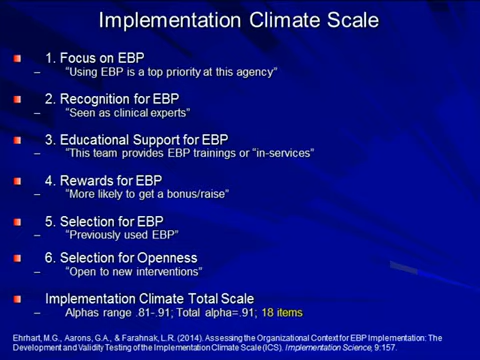 Implementation Climate Scale
1. Focus on EBP
– "Using EBP is a top priority at this agency"
2. Recognition for EBP
– "Seen as clinical experts"
3. Educational Support for EBP
– "This team provides EBP trainings or "in-services"
4. Rewards for EBP
– "More likely to get a bonus/raise"
5. Selection for EBP
– "Previously used EBP"
6. Selection for Openness
– "Open to new interventions"
Implementation Climate Total Scale
– Alphas range .81-.91; Total alpha=.91; 18 items
Ehrhart, M.G., Aarons, G.A., & Farahnak, L.R. (2014). Assessing the Organizational Context for EBP Implementation: The
Development and Validity Testing of the Implementation Climate Scale (ICS). Implementation Science, 9:157.